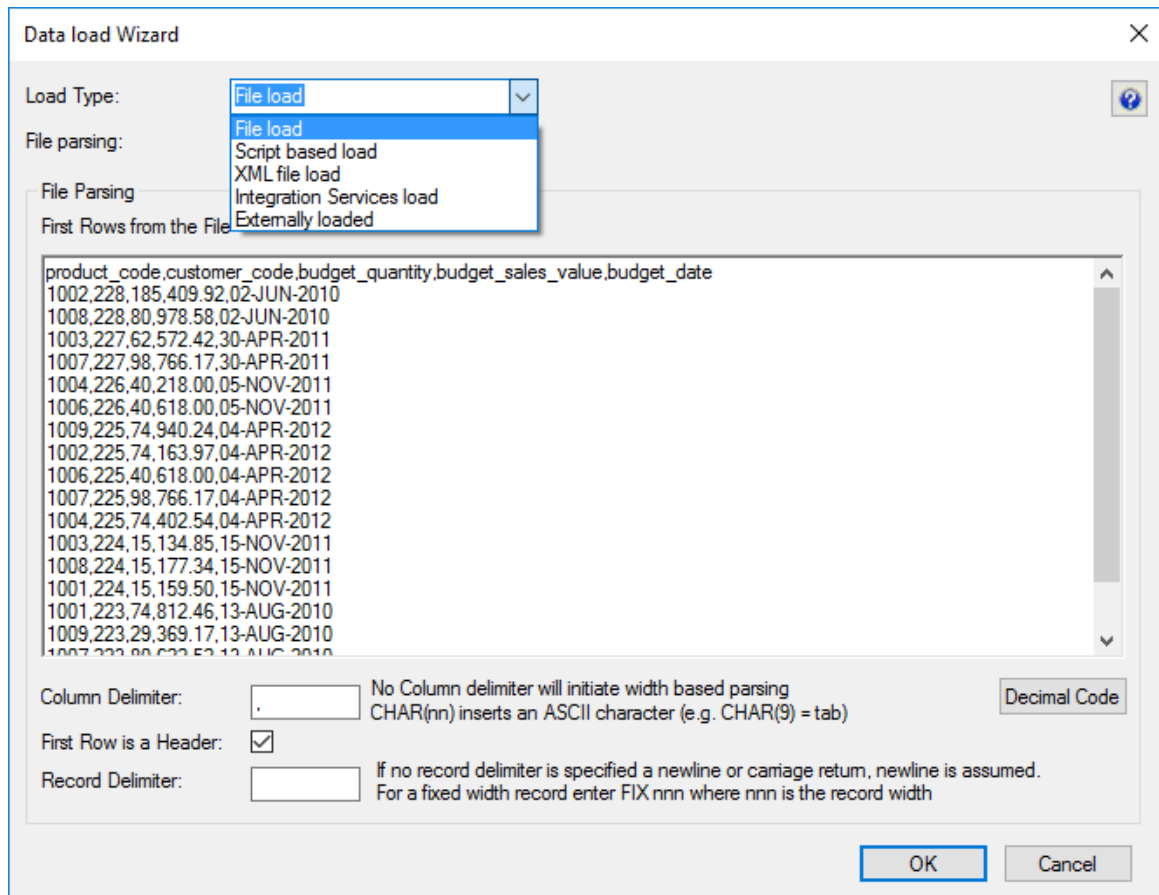 Data load Wizard
Load Type:
File load
File load
Script based load
XML file load
Integration Services load
Externally loaded
File parsing:
File Parsing
First Rows from the File
product_code,customer_code,budget_quantity,budget_sales_value,budget_date
1002,228,185,409.92,02-JUN-2010
1008,228,80,978.58,02-JUN-2010
1003,227,62,572.42,30-APR-2011
1007,227,98,766.17,30-APR-2011
1004,226,40,218.00,05-NOV-2011
1006,226,40,618.00,05-NOV-2011
1009,225,74,940.24,04-APR-2012
1002,225,74,163.97,04-APR-2012
1006,225,40,618.00,04-APR-2012
1007,225,98,766.17,04-APR-2012
1004,225,74,402.54,04-APR-2012
1003,224,15,134.85,15-NOV-2011
1008,224,15,177.34,15-NOV-2011
1001,224,15,159.50,15-NOV-2011
1001,223,74,812.46,13-AUG-2010
1009,223,29,369.17,13-AUG-2010
Column Delimiter:
,
No Column delimiter will initiate width based parsing
CHAR(nn) inserts an ASCII character (e.g. CHAR(9) = tab)
Decimal Code
First Row is a Header:
Record Delimiter:
If no record delimiter is specified a newline or carriage return, newline is assumed.
For a fixed width record enter FIX nnn where nnn is the record width
OK
Cancel